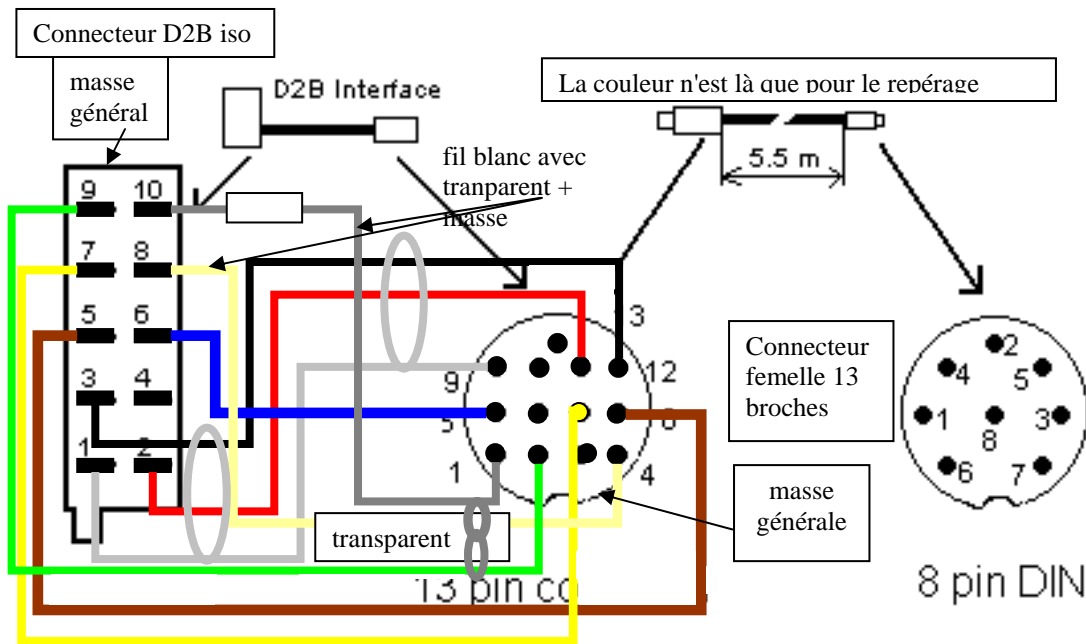 Connecteur D2B iso
masse
général
D2B Interface
La couleur n'est là que pour le repérage
5.5 m
fil blanc avec
tranparent +
masse
9 10
7 8
5 6
3 4
1 2
3
9 12
5 8
1 4
Connecteur
femelle 13
broches
2
4 5
1 3
8
6 7
masse
générale
transparent
13 pin co
8 pin DIN